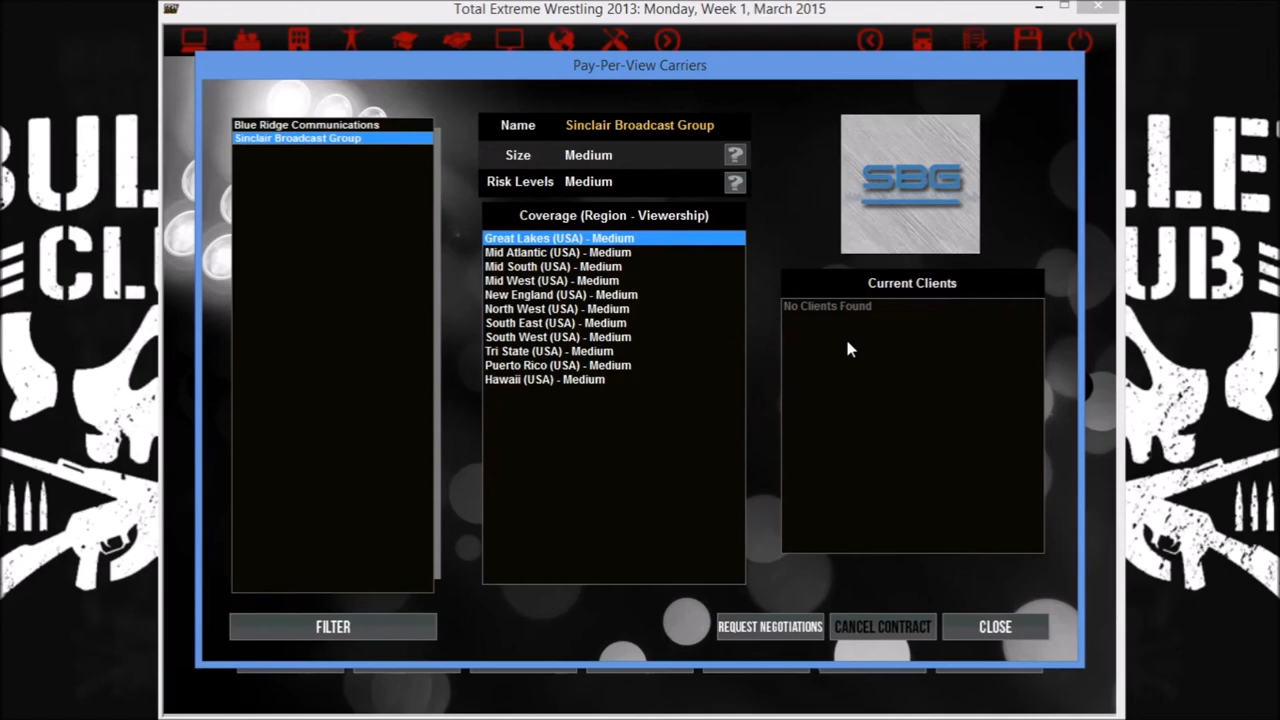 Total Extreme Wrestling 2013: Monday, Week 1, March 2015
Pay-Per-View Carriers
Blue Ridge Communications
Sinclair Broadcast Group
Name Sinclair Broadcast Group
Size Medium ?
Risk Levels Medium ?
Coverage (Region - Viewership)
Great Lakes (USA) - Medium
Mid Atlantic (USA) - Medium
Mid South (USA) - Medium
Mid West (USA) - Medium
New England (USA) - Medium
North West (USA) - Medium
South East (USA) - Medium
South West (USA) - Medium
Tri State (USA) - Medium
Puerto Rico (USA) - Medium
Hawaii (USA) - Medium
SBG
Current Clients
No Clients Found
FILTER
REQUEST NEGOTIATIONS
CANCEL CONTRACT
CLOSE
BUL
CL
LLE
UB